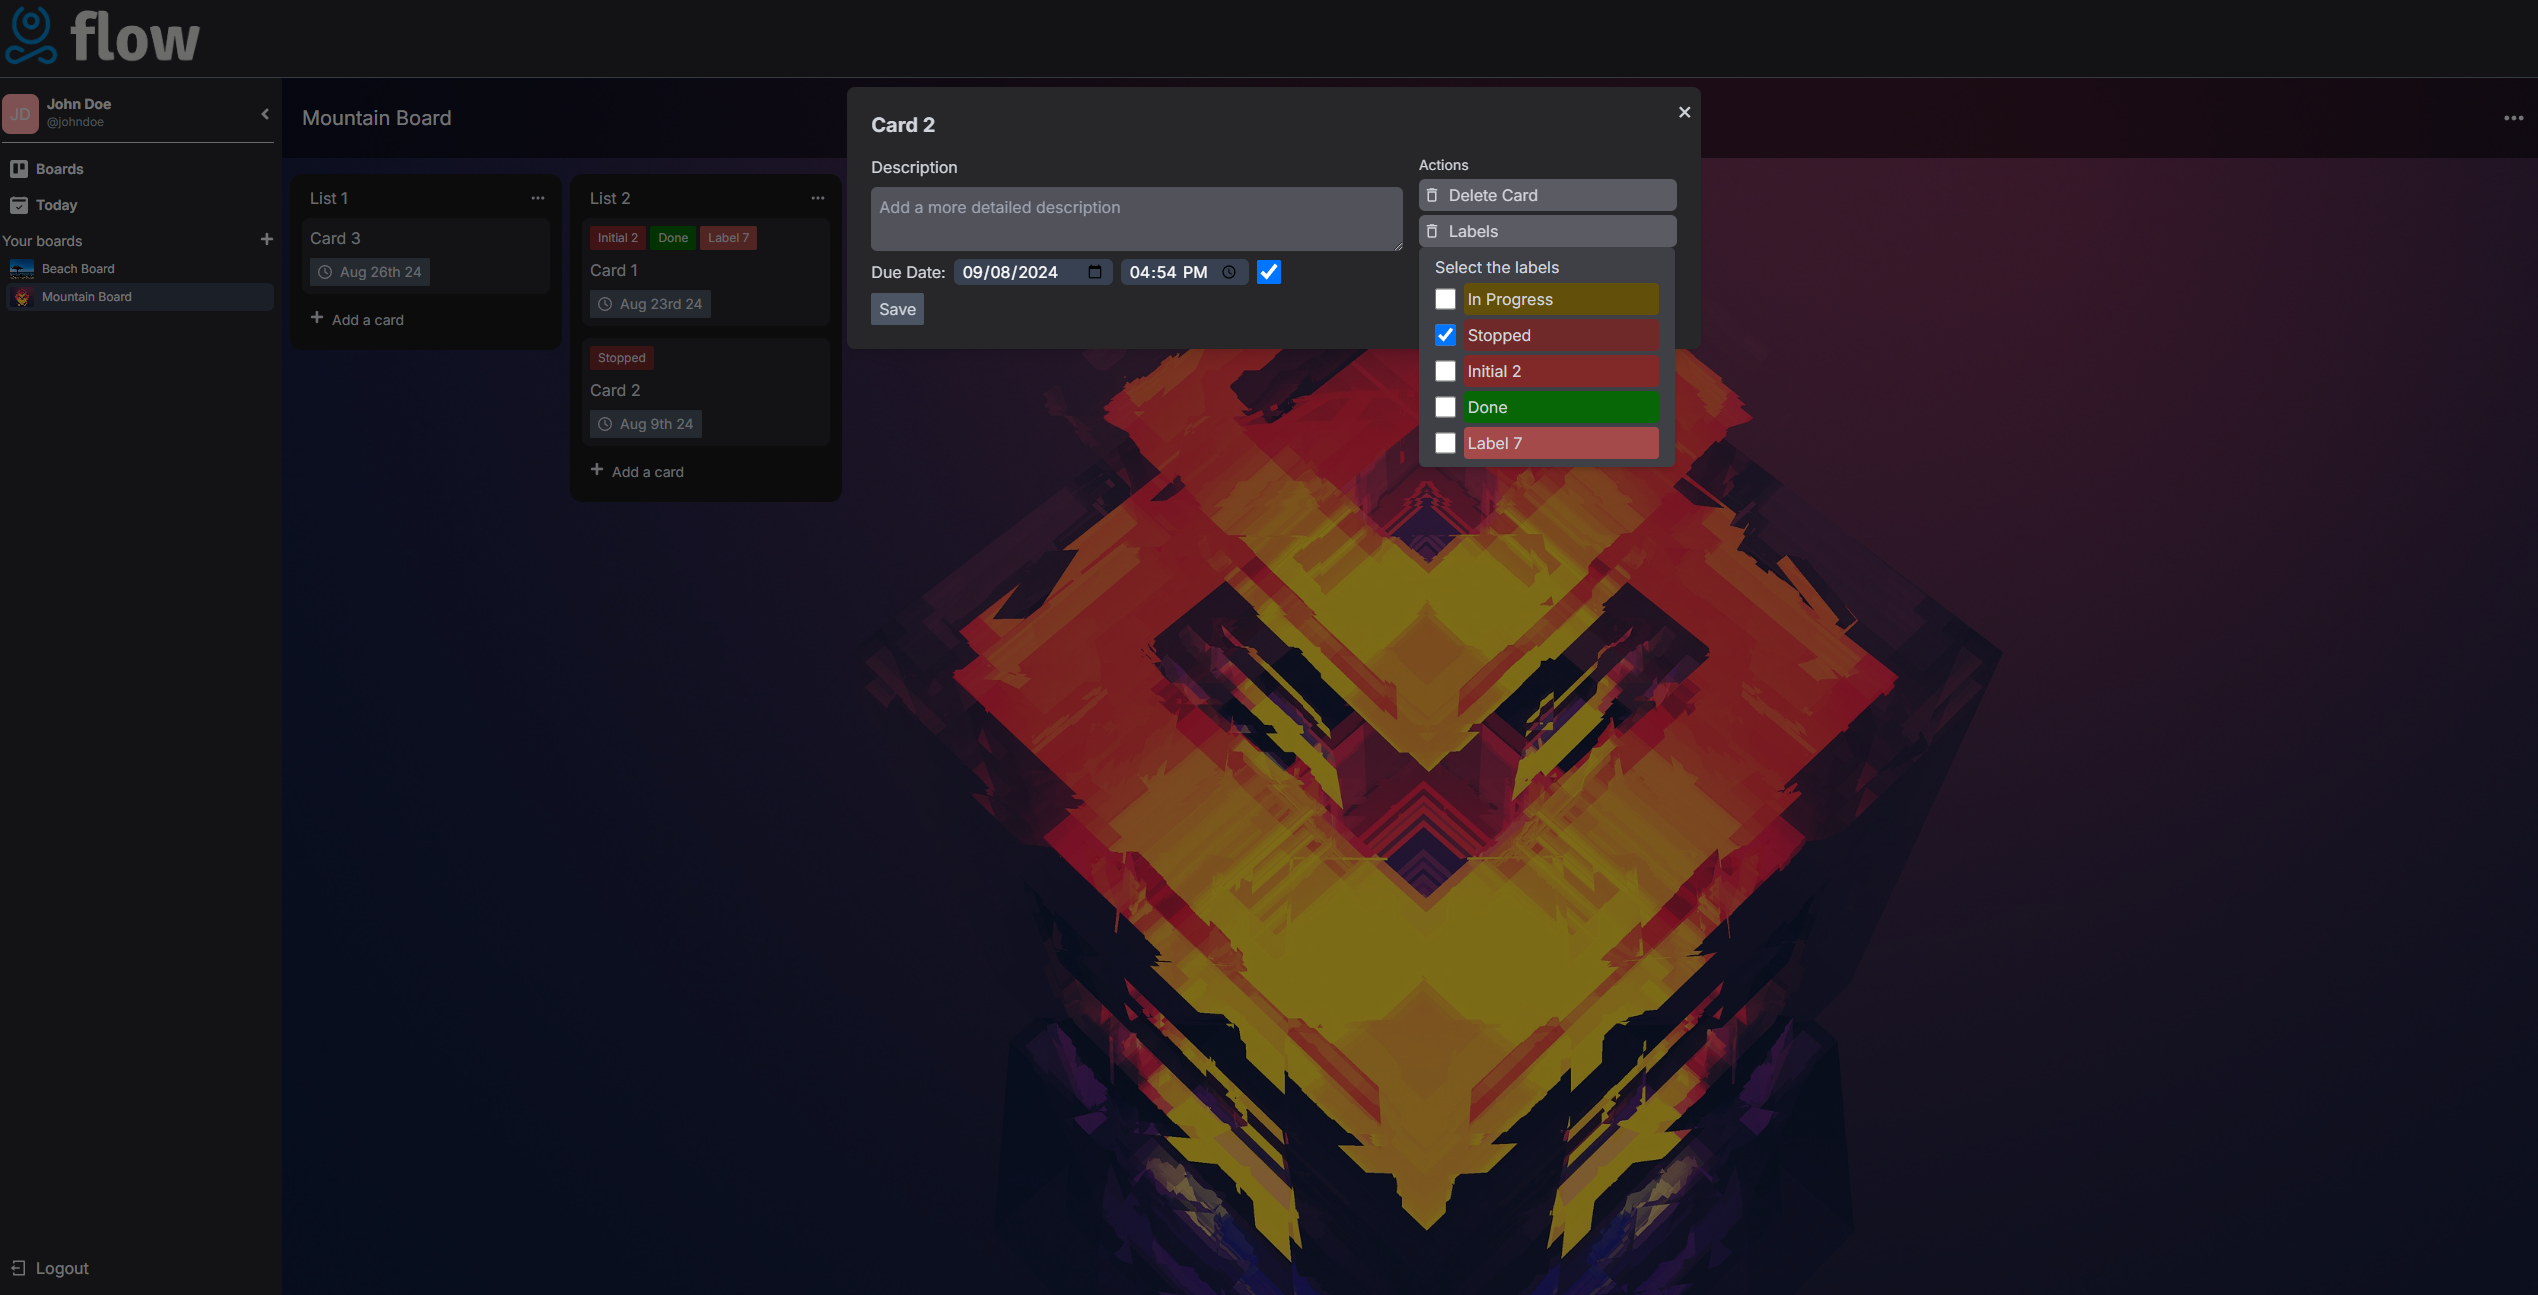 flow
JD
John Doe
@johndoe
Boards
Today
Your boards
Beach Board
Mountain Board
Logout
Mountain Board
List 1
Card 3
Aug 26th 24
Add a card
List 2
Initial 2 Done Label 7
Card 1
Aug 23rd 24
Stopped
Card 2
Aug 9th 24
Add a card
Card 2
Description
Add a more detailed description
Due Date: 09/08/2024 04:54 PM
Save
Actions
Delete Card
Labels
Select the labels
In Progress
Stopped
Initial 2
Done
Label 7